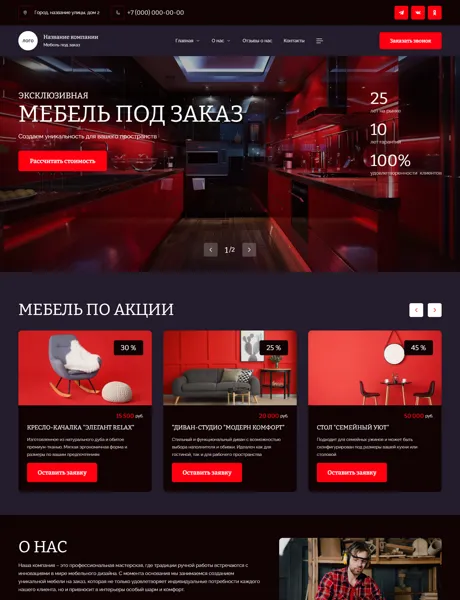 Город, название улицы, дом 2
+7 (000) 000-00-00
ЛОГО
Название компании
Мебель под заказ
Главная
О нас
Отзывы о нас
Контакты
Заказать звонок
ЭКСКЛЮЗИВНАЯ
МЕБЕЛЬ ПОД ЗАКАЗ
Создаем уникальность для вашего пространства
Рассчитать стоимость
25
лет на рынке
10
лет гарантии
100%
удовлетворенности клиентов
1/2
МЕБЕЛЬ ПО АКЦИИ
30 %
15 500 руб.
КРЕСЛО-КАЧАЛКА "ЭЛЕГАНТ RELAX"
Изготовленное из натурального дуба и обитое
премиум-тканью. Мягкая эргономичная форма и
размеры по вашим предпочтениям
Оставить заявку
25 %
20 000 руб.
"ДИВАН-СТУДИО "МОДЕРН КОМФОРТ"
Стильный и функциональный диван с возможностью
выбора наполнителя и обивки. Идеален как для
гостиной, так и для рабочего пространства
Оставить заявку
45 %
50 000 руб.
СТОЛ "СЕМЕЙНЫЙ УЮТ"
Подходит для семейных ужинов и может быть
сконфигурирован под размеры вашей кухни или
столовой
Оставить заявку
О НАС
Наша компания – это профессиональная мастерская, где традиции ручной работы встречаются с
инновациями в мире мебельного дизайна. С момента основания мы занимаемся созданием
уникальной мебели на заказ, которая не только удовлетворяет индивидуальные потребности каждого
нашего клиента, но и привносит в интерьеры особый шарм и комфорт.